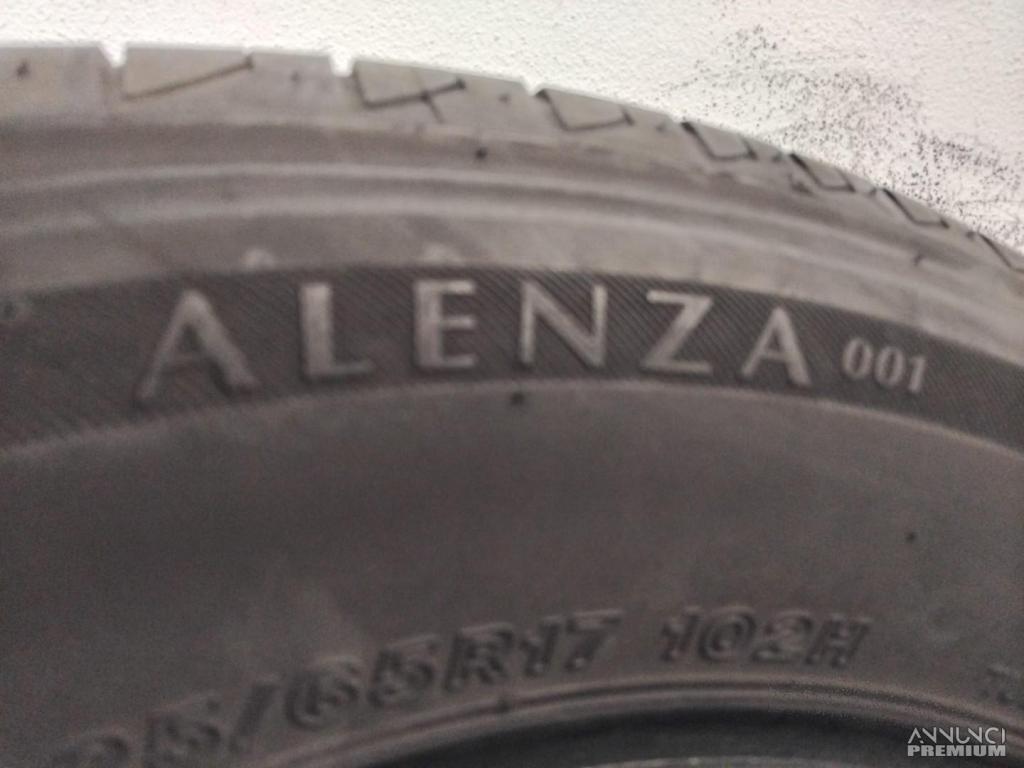 ALENZA 001
/65R17 102H
ANNUNCI
PREMIUM